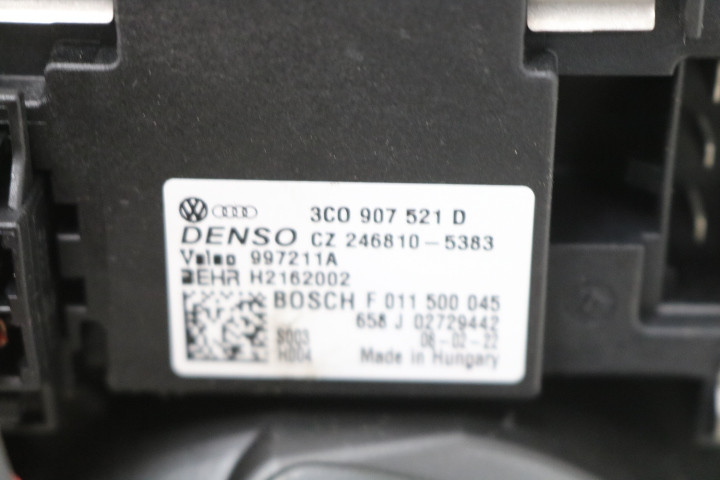 3C0 907 521 D
DENSO CZ 246810-5383
Valeo 997211A
BEHR H2162002
BOSCH F 011 500 045
658 J 02729442
S003 08-02-22
H004 Made in Hungary